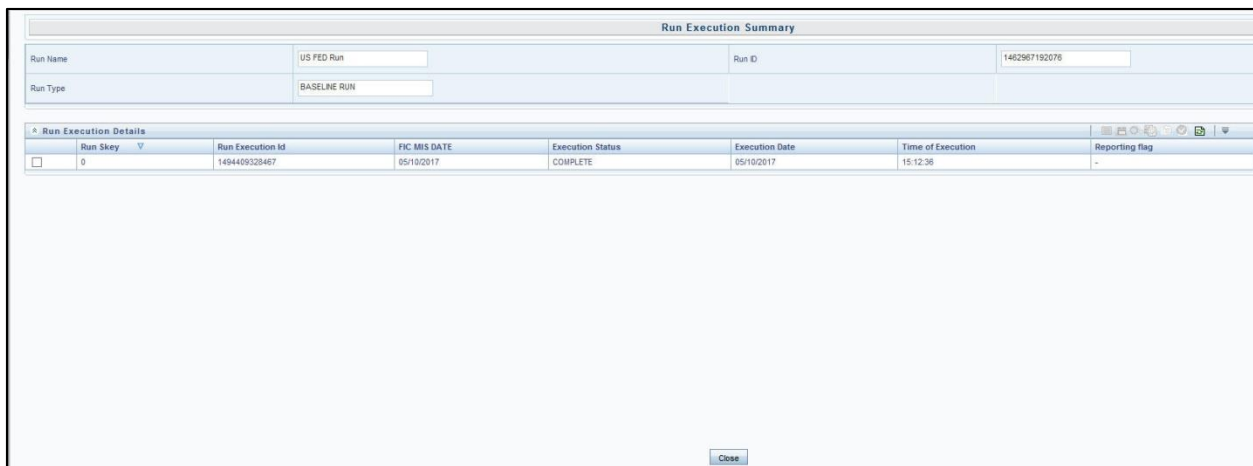 Run Execution Summary
Run Name US FED Run Run ID 1462967192076
Run Type BASELINE RUN
Run Execution Details
Run Skey Run Execution Id FIC MIS DATE Execution Status Execution Date Time of Execution Reporting flag
0 1494409328467 05/10/2017 COMPLETE 05/10/2017 15:12:36 -
Close